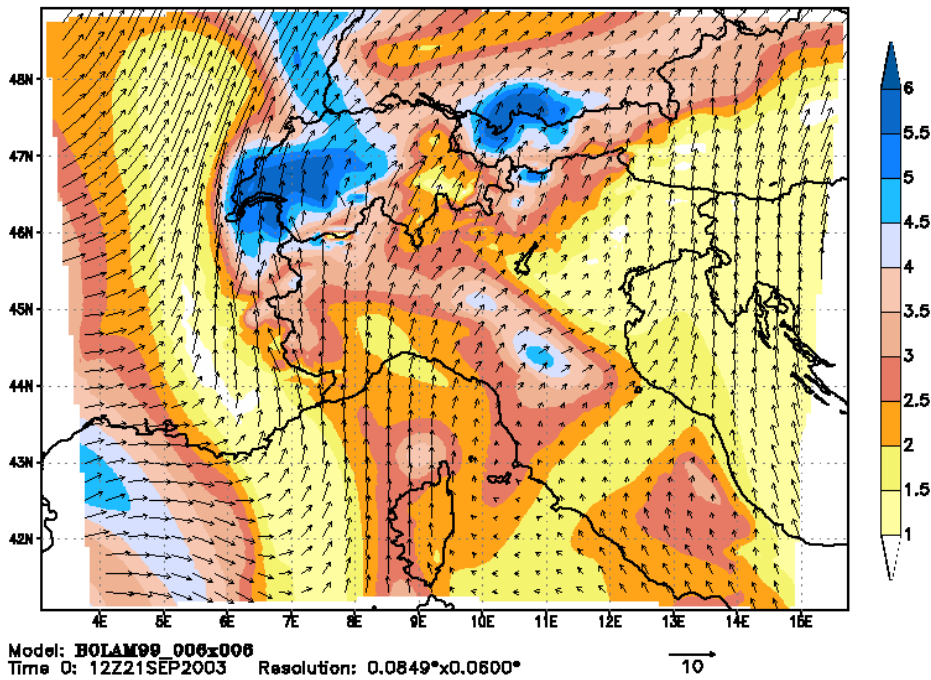 48N
47N
46N
45N
44N
43N
42N
4E 5E 6E 7E 8E 9E 10E 11E 12E 13E 14E 15E
6
5.5
5
4.5
4
3.5
3
2.5
2
1.5
1
Model: BOLAM99_006x006
Time 0: 12Z21SEP2003 Resolution: 0.0849°x0.0600°
10